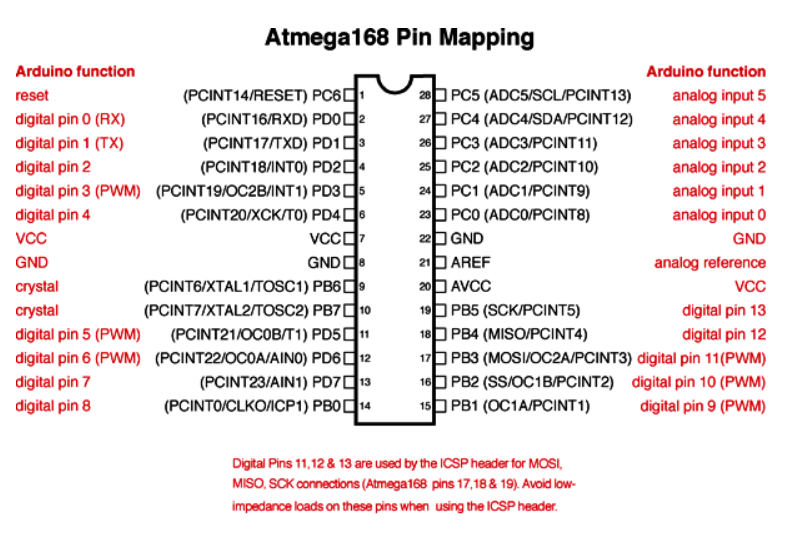 Atmega168 Pin Mapping
Arduino function Arduino function
reset (PCINT14/RESET) PC6 1 28 PC5 (ADC5/SCL/PCINT13) analog input 5
digital pin 0 (RX) (PCINT16/RXD) PD0 2 27 PC4 (ADC4/SDA/PCINT12) analog input 4
digital pin 1 (TX) (PCINT17/TXD) PD1 3 26 PC3 (ADC3/PCINT11) analog input 3
digital pin 2 (PCINT18/INT0) PD2 4 25 PC2 (ADC2/PCINT10) analog input 2
digital pin 3 (PWM) (PCINT19/OC2B/INT1) PD3 5 24 PC1 (ADC1/PCINT9) analog input 1
digital pin 4 (PCINT20/XCK/T0) PD4 6 23 PC0 (ADC0/PCINT8) analog input 0
VCC VCC 7 22 GND GND
GND GND 8 21 AREF analog reference
crystal (PCINT6/XTAL1/TOSC1) PB6 9 20 AVCC VCC
crystal (PCINT7/XTAL2/TOSC2) PB7 10 19 PB5 (SCK/PCINT5) digital pin 13
digital pin 5 (PWM) (PCINT21/OC0B/T1) PD5 11 18 PB4 (MISO/PCINT4) digital pin 12
digital pin 6 (PWM) (PCINT22/OC0A/AIN0) PD6 12 17 PB3 (MOSI/OC2A/PCINT3) digital pin 11(PWM)
digital pin 7 (PCINT23/AIN1) PD7 13 16 PB2 (SS/OC1B/PCINT2) digital pin 10 (PWM)
digital pin 8 (PCINT0/CLKO/ICP1) PB0 14 15 PB1 (OC1A/PCINT1) digital pin 9 (PWM)
Digital Pins 11,12 & 13 are used by the ICSP header for MOSI,
MISO, SCK connections (Atmega168 pins 17,18 & 19). Avoid low-
impedance loads on these pins when using the ICSP header.